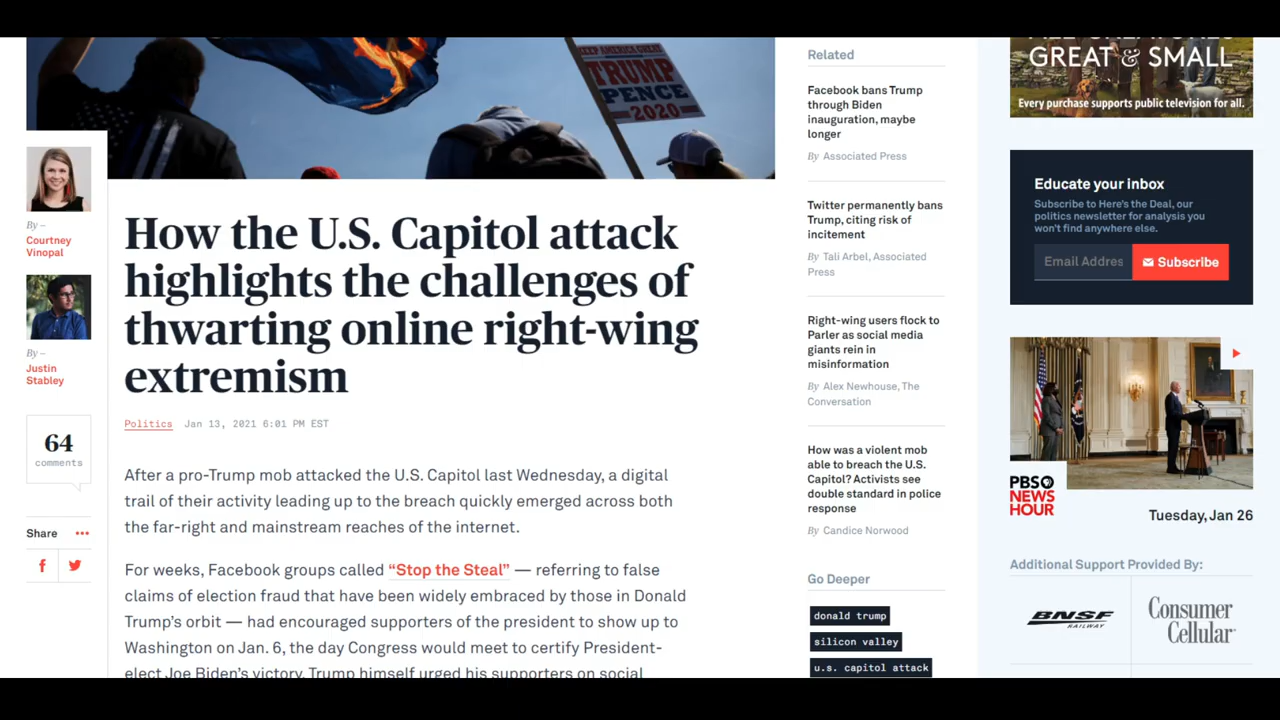 KEEP AMERICA GREAT
TRUMP
PENCE
2020
By –
Courtney
Vinopal
By –
Justin
Stabley
64
comments
Share
How the U.S. Capitol attack
highlights the challenges of
thwarting online right-wing
extremism
Politics Jan 13, 2021 6:01 PM EST
After a pro-Trump mob attacked the U.S. Capitol last Wednesday, a digital
trail of their activity leading up to the breach quickly emerged across both
the far-right and mainstream reaches of the internet.
For weeks, Facebook groups called “Stop the Steal” — referring to false
claims of election fraud that have been widely embraced by those in Donald
Trump’s orbit — had encouraged supporters of the president to show up to
Washington on Jan. 6, the day Congress would meet to certify President-
elect Joe Biden’s victory. Trump himself urged his supporters on social
Related
Facebook bans Trump
through Biden
inauguration, maybe
longer
By Associated Press
Twitter permanently bans
Trump, citing risk of
incitement
By Tali Arbel, Associated
Press
Right-wing users flock to
Parler as social media
giants rein in
misinformation
By Alex Newhouse, The
Conversation
How was a violent mob
able to breach the U.S.
Capitol? Activists see
double standard in police
response
By Candice Norwood
Go Deeper
donald trump
silicon valley
u.s. capitol attack
ALL CREATURES
GREAT & SMALL
Every purchase supports public television for all.
Educate your inbox
Subscribe to Here’s the Deal, our
politics newsletter for analysis you
won’t find anywhere else.
Email Addres
Subscribe
PBS
NEWS
HOUR
Tuesday, Jan 26
Additional Support Provided By:
BNSF
RAILWAY
Consumer
Cellular